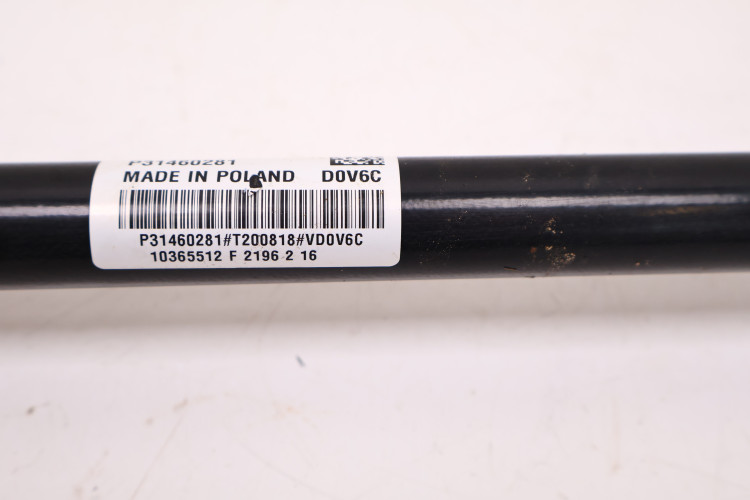 P31460281
MADE IN POLAND D0V6C
P31460281#T200818#VD0V6C
10365512 F 2196 2 16